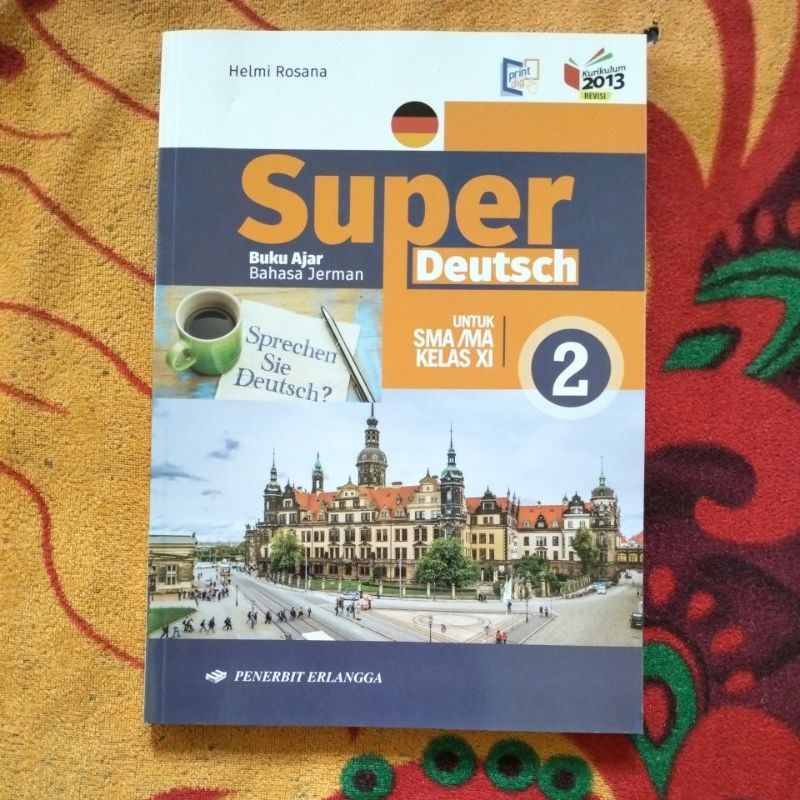 Helmi Rosana
print
dig
Kurikulum
2013
REVISI
Super
Deutsch
Buku Ajar
Bahasa Jerman
UNTUK
SMA/MA
KELAS XI
2
Sprechen
Sie
Deutsch?
PENERBIT ERLANGGA